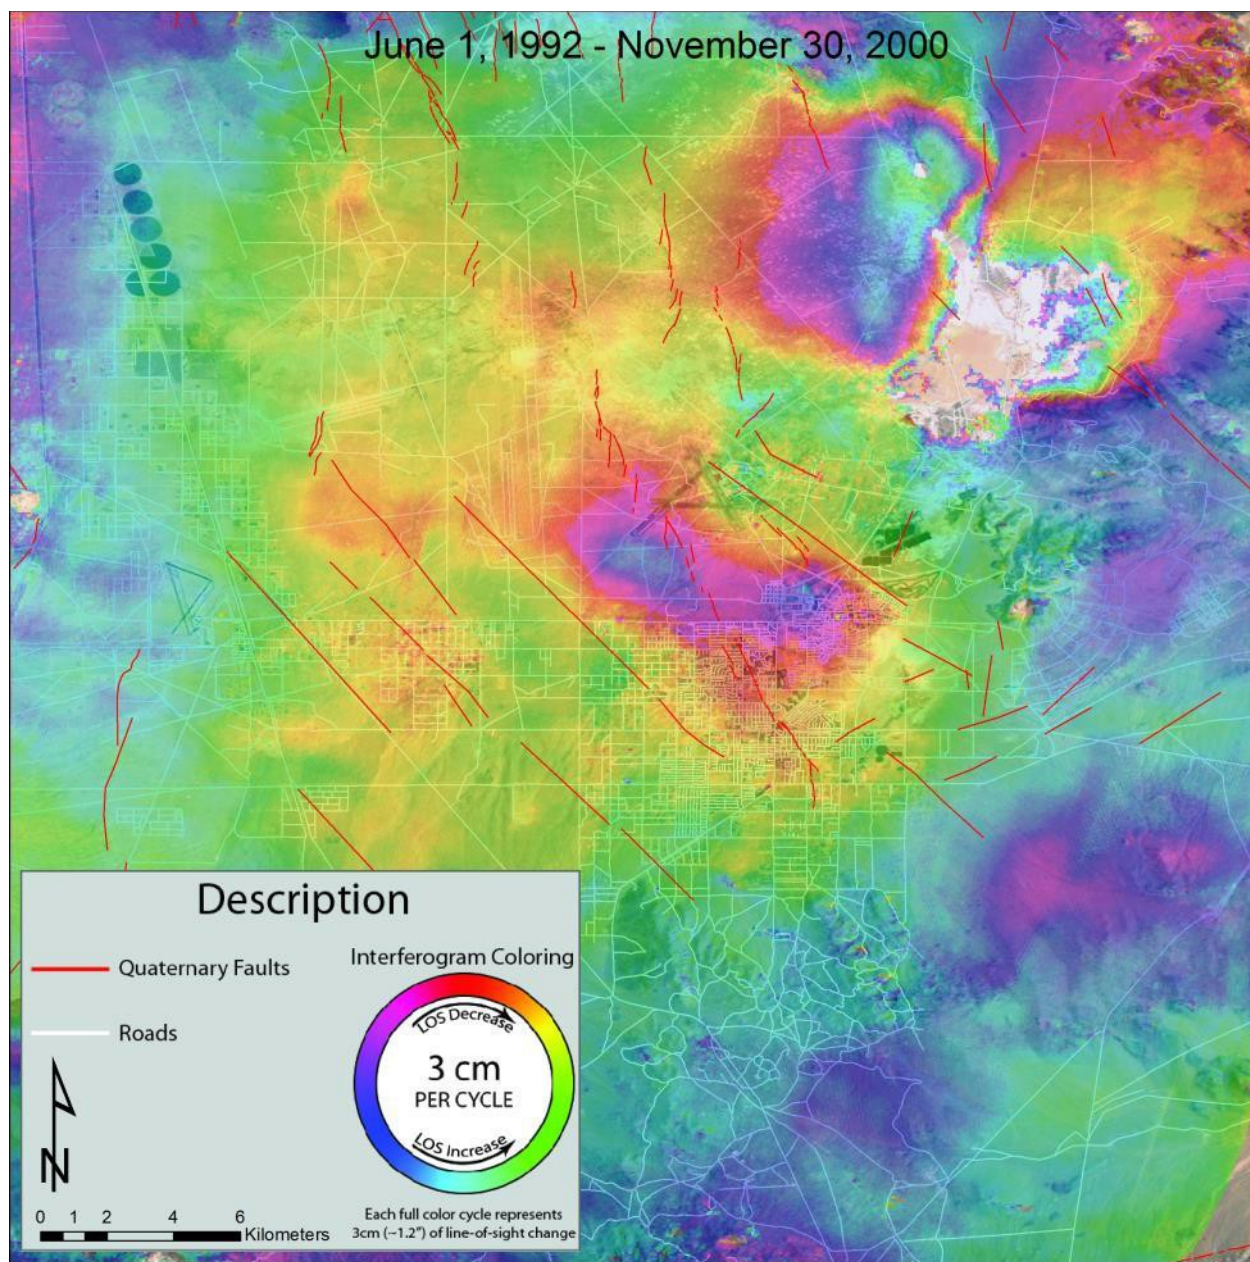 June 1, 1992 - November 30, 2000
Description
Quaternary Faults
Roads
N
0 1 2 4 6
Kilometers
Interferogram Coloring
LOS Decrease
3 cm
PER CYCLE
LOS Increase
Each full color cycle represents
3cm (~1.2") of line-of-sight change